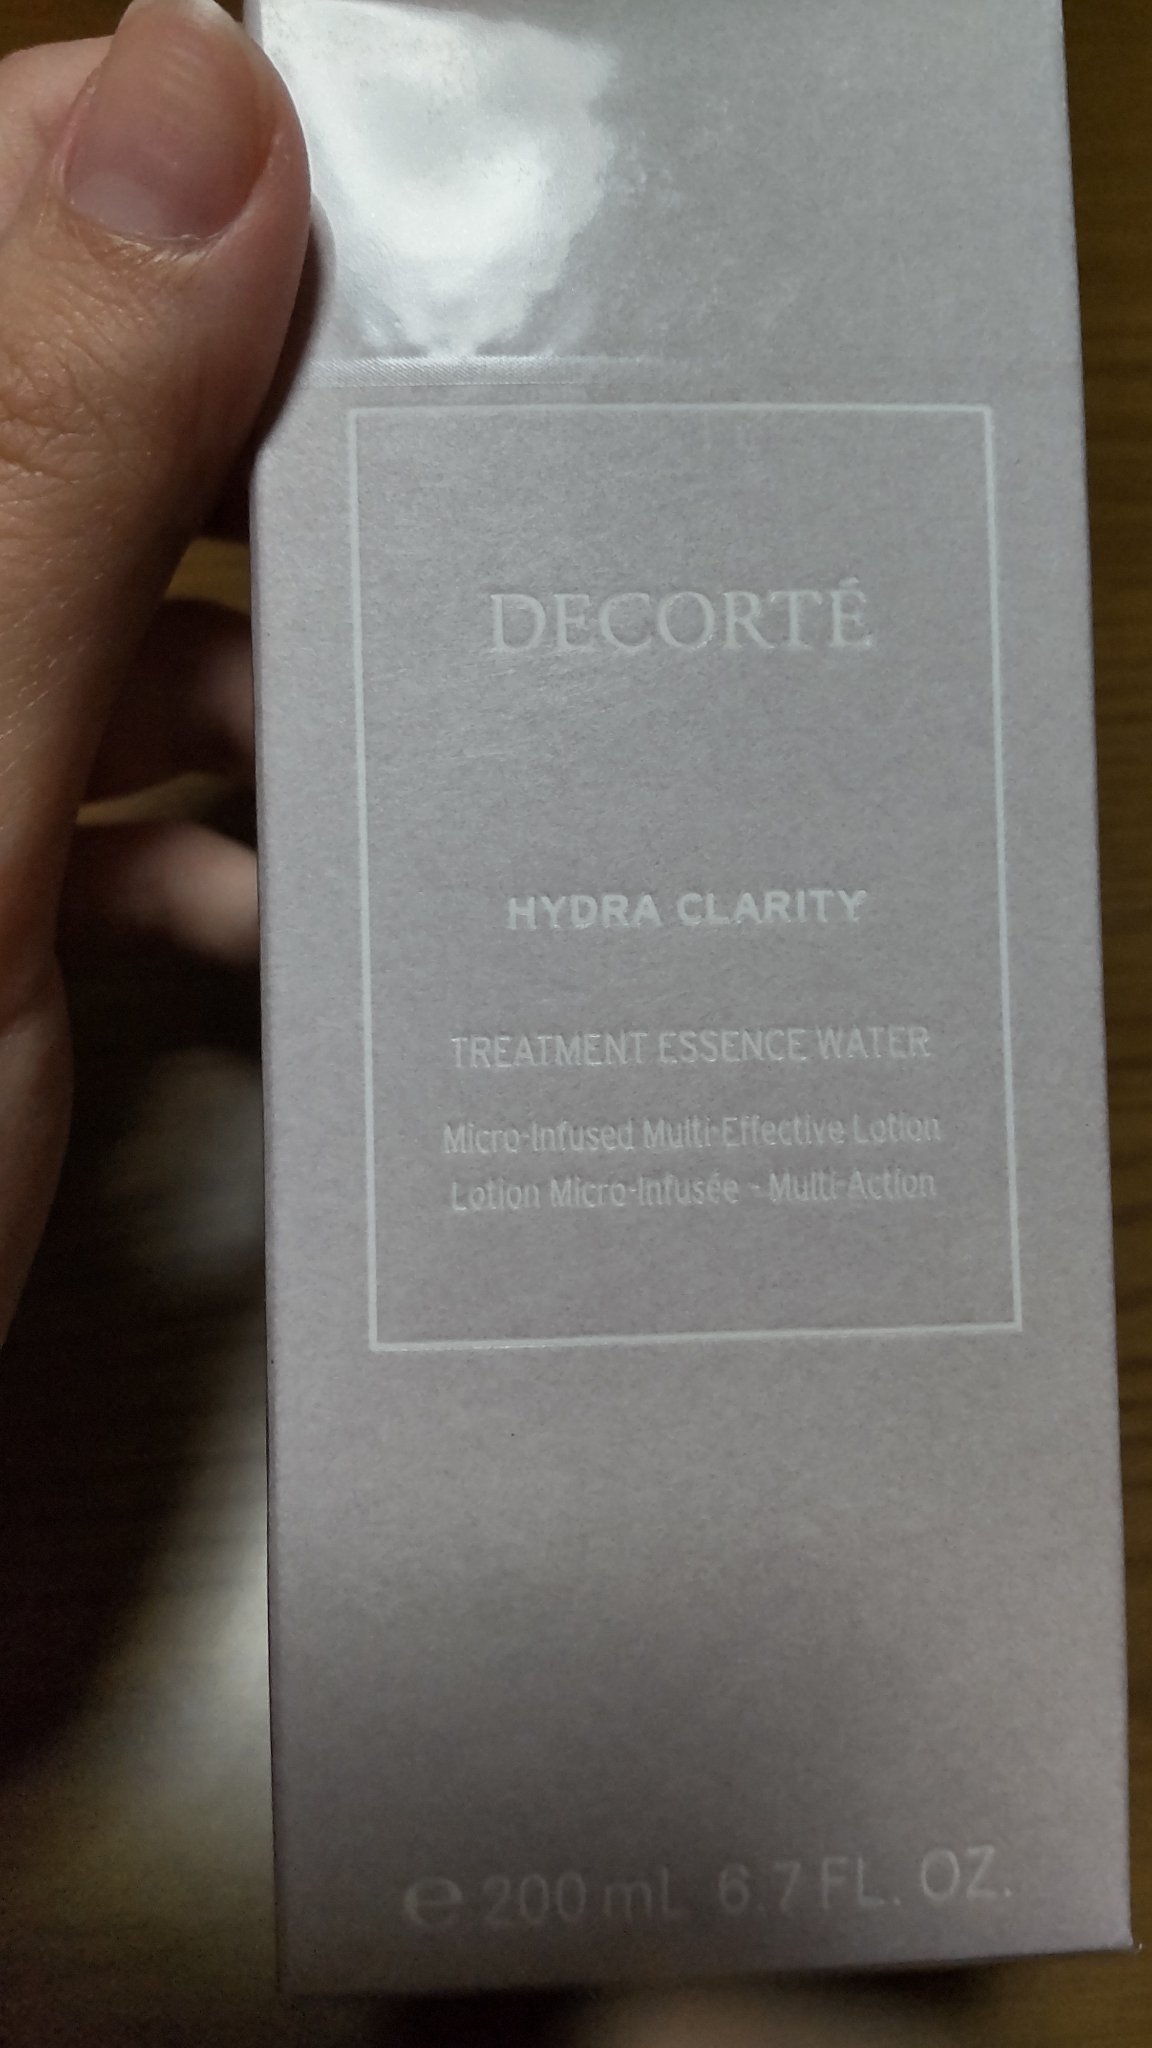 DECORTÉ
HYDRA CLARITY
TREATMENT ESSENCE WATER
Micro-Infused Multi-Effective Lotion
Lotion Micro-Infusée - Multi-Action
℮ 200 mL 6.7 FL. OZ.